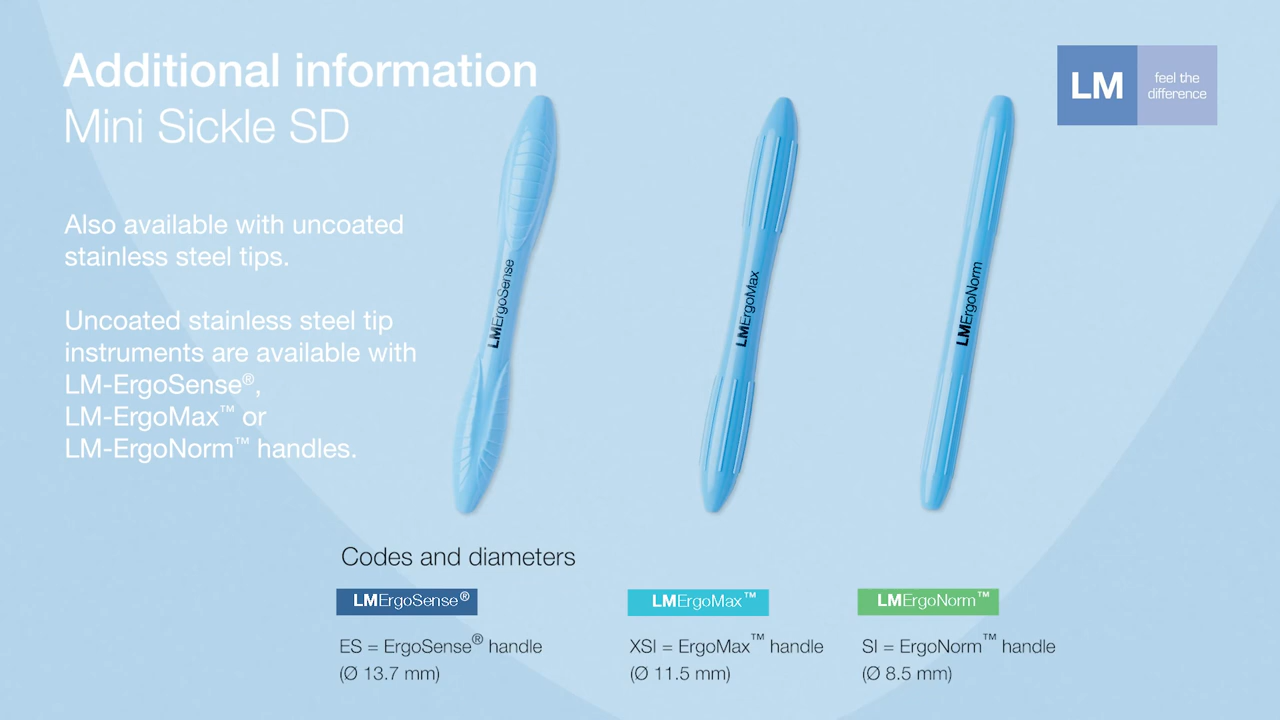 Additional information
Mini Sickle SD
LM
feel the
difference
Also available with uncoated
stainless steel tips.
Uncoated stainless steel tip
instruments are available with
LM-ErgoSense®,
LM-ErgoMax™ or
LM-ErgoNorm™ handles.
LMErgoSense
LMErgoMax
LMErgoNorm
Codes and diameters
LMErgoSense®
LMErgoMax™
LMErgoNorm™
ES = ErgoSense® handle
(Ø 13.7 mm)
XSI = ErgoMax™ handle
(Ø 11.5 mm)
SI = ErgoNorm™ handle
(Ø 8.5 mm)